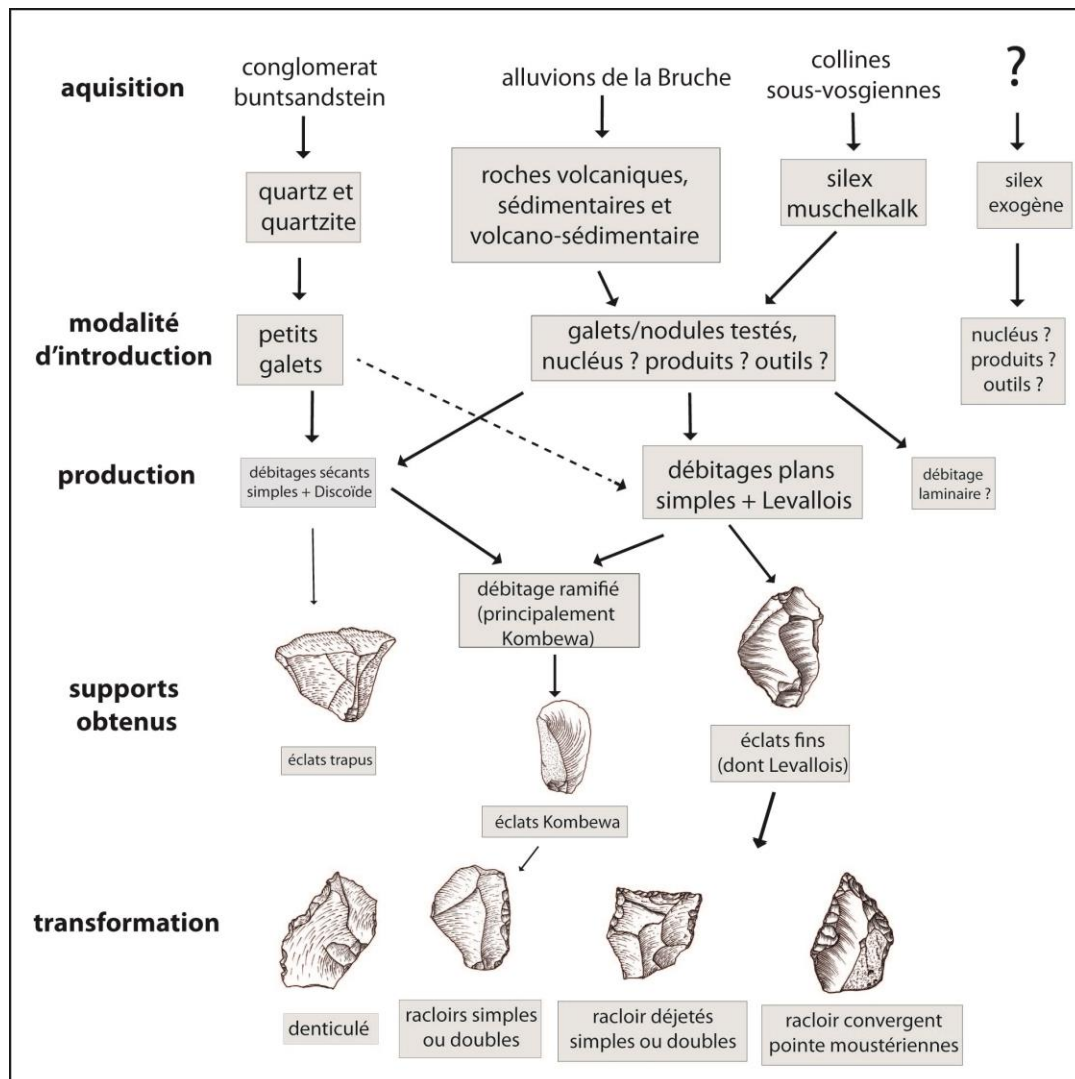 aquisition
conglomerat
buntsandstein
alluvions de la Bruche
collines
sous-vosgiennes
?
quartz et
quartzite
roches volcaniques,
sédimentaires et
volcano-sédimentaire
silex
muschelkalk
silex
exogène
modalité
d'introduction
petits
galets
galets/nodules testés,
nucléus ? produits ? outils ?
nucléus ?
produits ?
outils ?
production
débitages sécants
simples + Discoïde
débitages plans
simples + Levallois
débitage
laminaire ?
débitage ramifié
(principalement
Kombewa)
supports
obtenus
éclats trapus
éclats Kombewa
éclats fins
(dont Levallois)
transformation
denticulé
racloirs simples
ou doubles
racloir déjetés
simples ou doubles
racloir convergent
pointe moustériennes